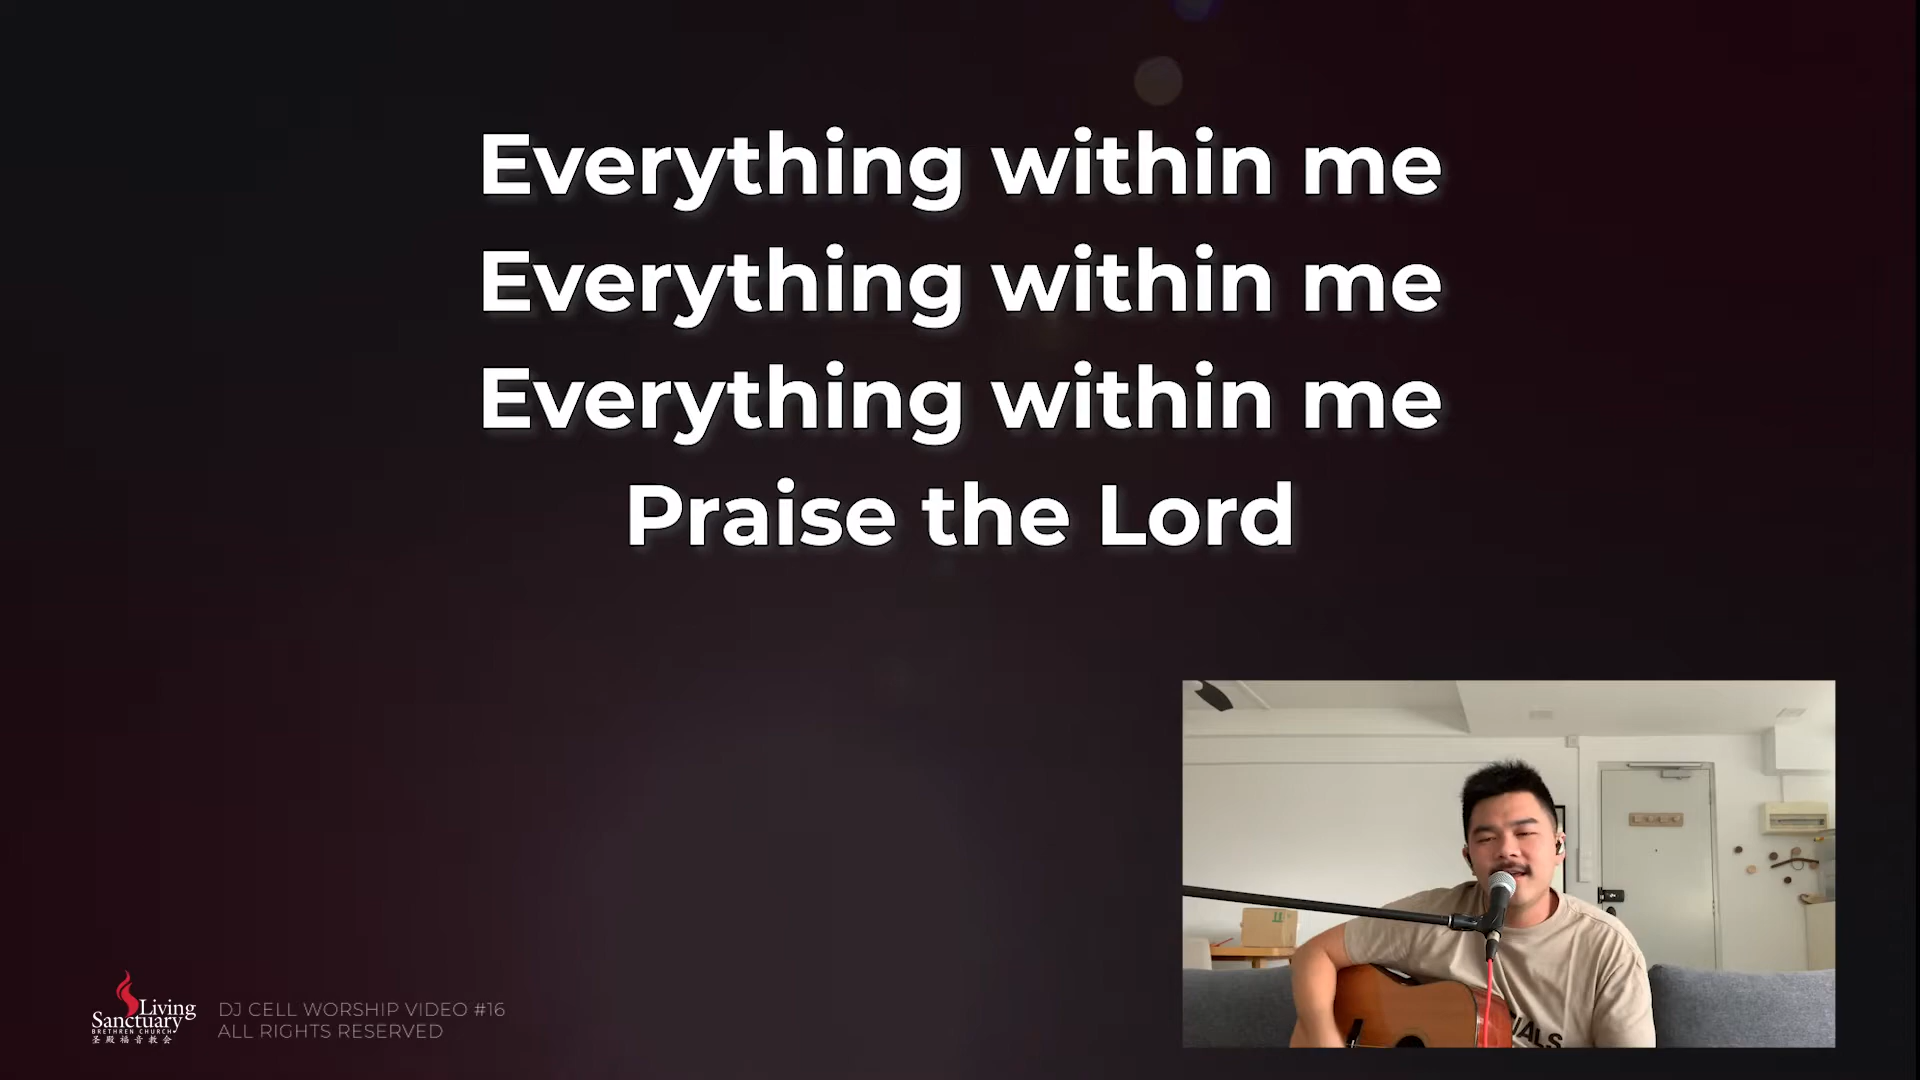 Everything within me
Everything within me
Everything within me
Praise the Lord
Living
Sanctuary
BRETHREN CHURCH
圣殿福音教会
DJ CELL WORSHIP VIDEO #16
ALL RIGHTS RESERVED